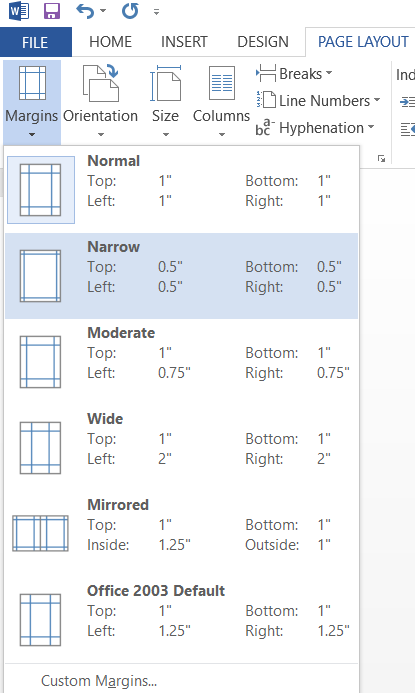 FILE HOME INSERT DESIGN PAGE LAYOUT
Margins Orientation Size Columns
Breaks
Line Numbers
Hyphenation
Ind
Normal
Top: 1" Bottom: 1"
Left: 1" Right: 1"
Narrow
Top: 0.5" Bottom: 0.5"
Left: 0.5" Right: 0.5"
Moderate
Top: 1" Bottom: 1"
Left: 0.75" Right: 0.75"
Wide
Top: 1" Bottom: 1"
Left: 2" Right: 2"
Mirrored
Top: 1" Bottom: 1"
Inside: 1.25" Outside: 1"
Office 2003 Default
Top: 1" Bottom: 1"
Left: 1.25" Right: 1.25"
Custom Margins...